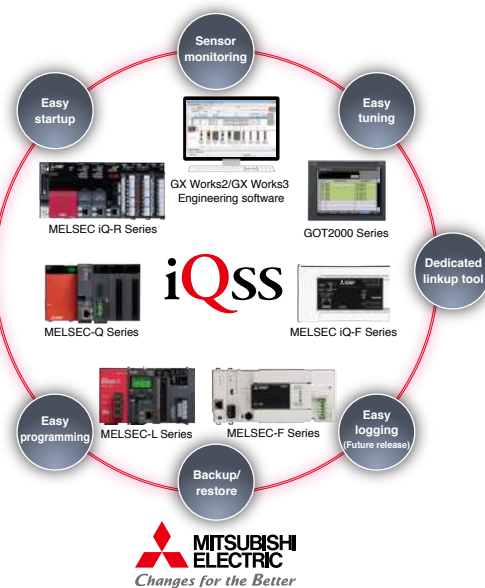 Sensor
monitoring
Easy
startup
Easy
tuning
GX Works2/GX Works3
Engineering software
MELSEC iQ-R Series
GOT2000 Series
Dedicated
linkup tool
iQSS
MELSEC-Q Series
MELSEC iQ-F Series
Easy
programming
MELSEC-L Series
MELSEC-F Series
Easy
logging
(Future release)
Backup/
restore
MITSUBISHI
ELECTRIC
Changes for the Better